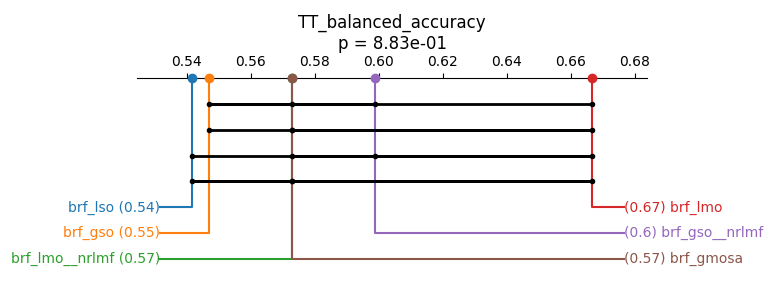 TT_balanced_accuracy
p = 8.83e-01
0.54 0.56 0.58 0.60 0.62 0.64 0.66 0.68
brf_lso (0.54) (0.67) brf_lmo
brf_gso (0.55) (0.6) brf_gso__nrlmf
brf_lmo__nrlmf (0.57) (0.57) brf_gmosa